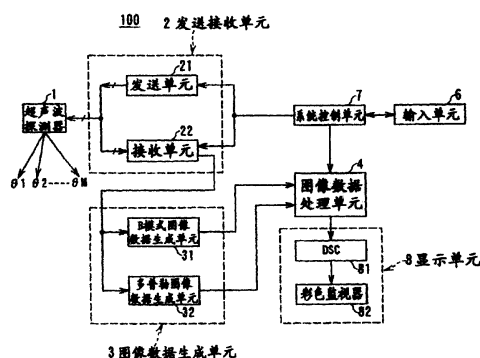 100
2 发送接收单元
1
超声波
探测器
θ1 θ2 ---- θM
21
发送单元
22
接收单元
7
系统控制单元
6
输入单元
4
图像数据
处理单元
B模式图像
数据生成单元
31
多普勒图像
数据生成单元
32
3 图像数据生成单元
DSC
81
彩色监视器
82
8 显示单元